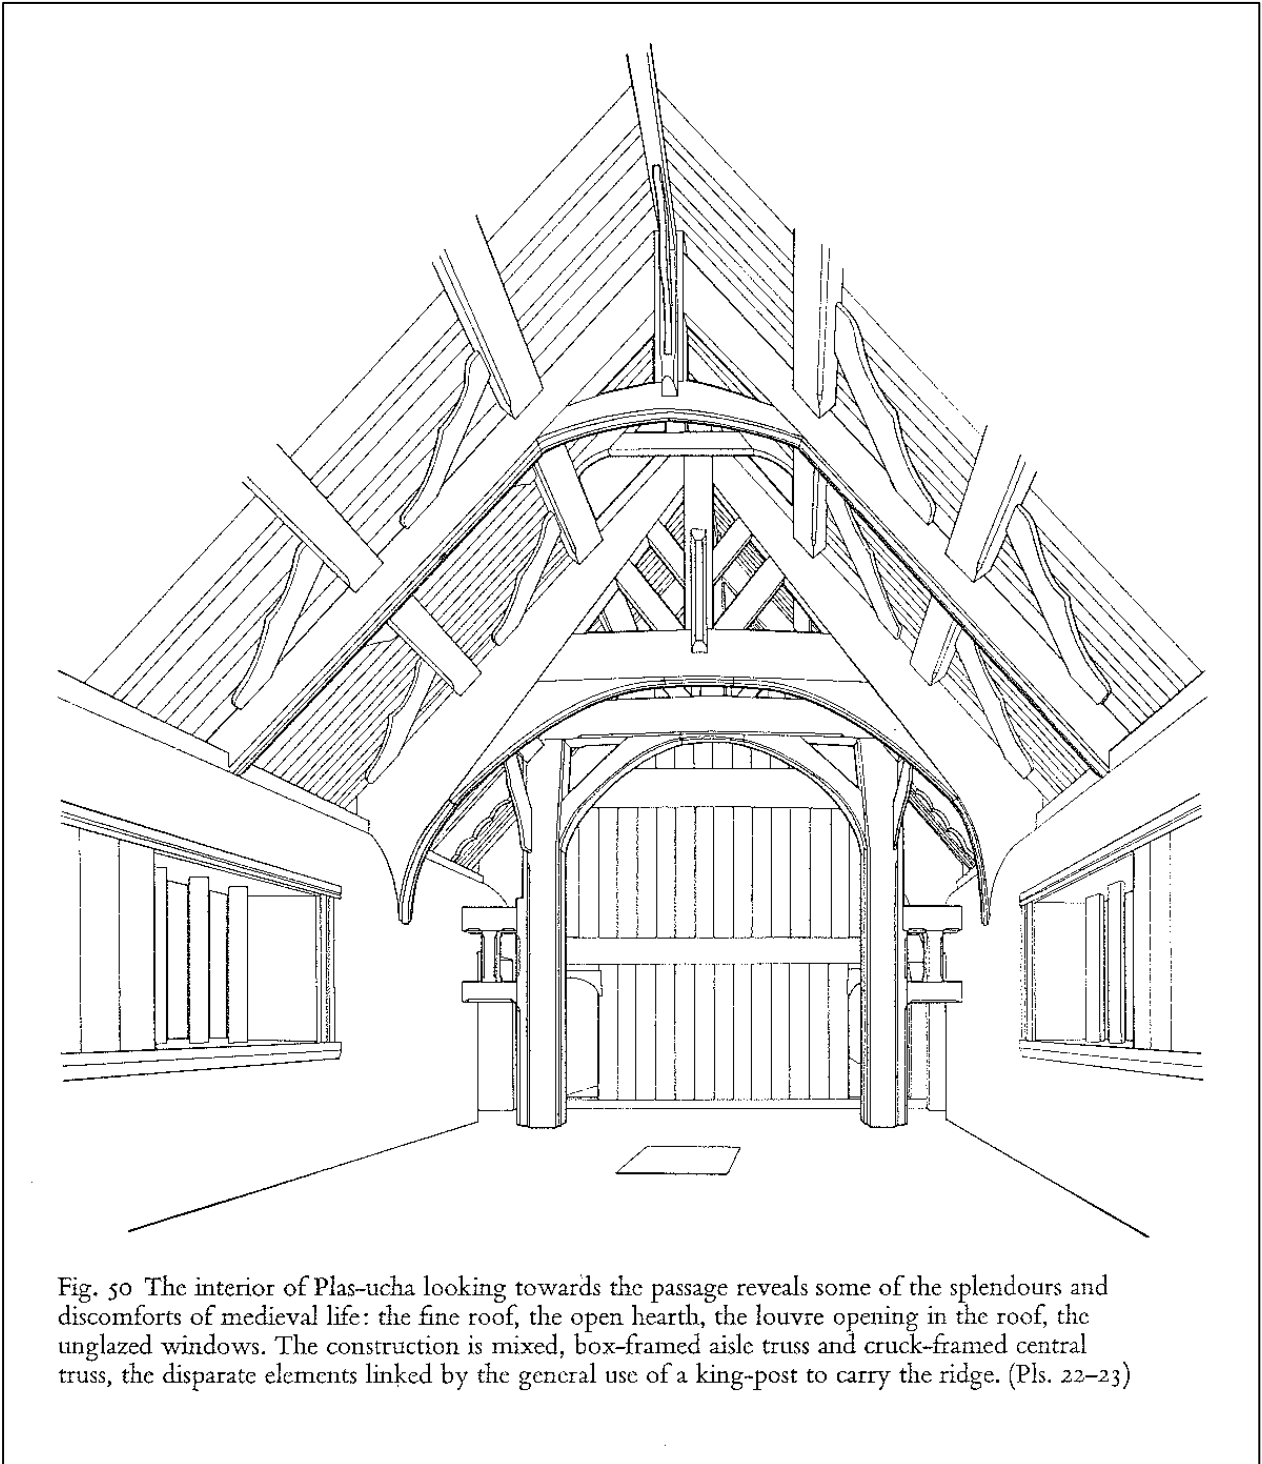 Fig. 50 The interior of Plas-ucha looking towards the passage reveals some of the splendours and
discomforts of medieval life: the fine roof, the open hearth, the louvre opening in the roof, the
unglazed windows. The construction is mixed, box-framed aisle truss and cruck-framed central
truss, the disparate elements linked by the general use of a king-post to carry the ridge. (Pls. 22–23)